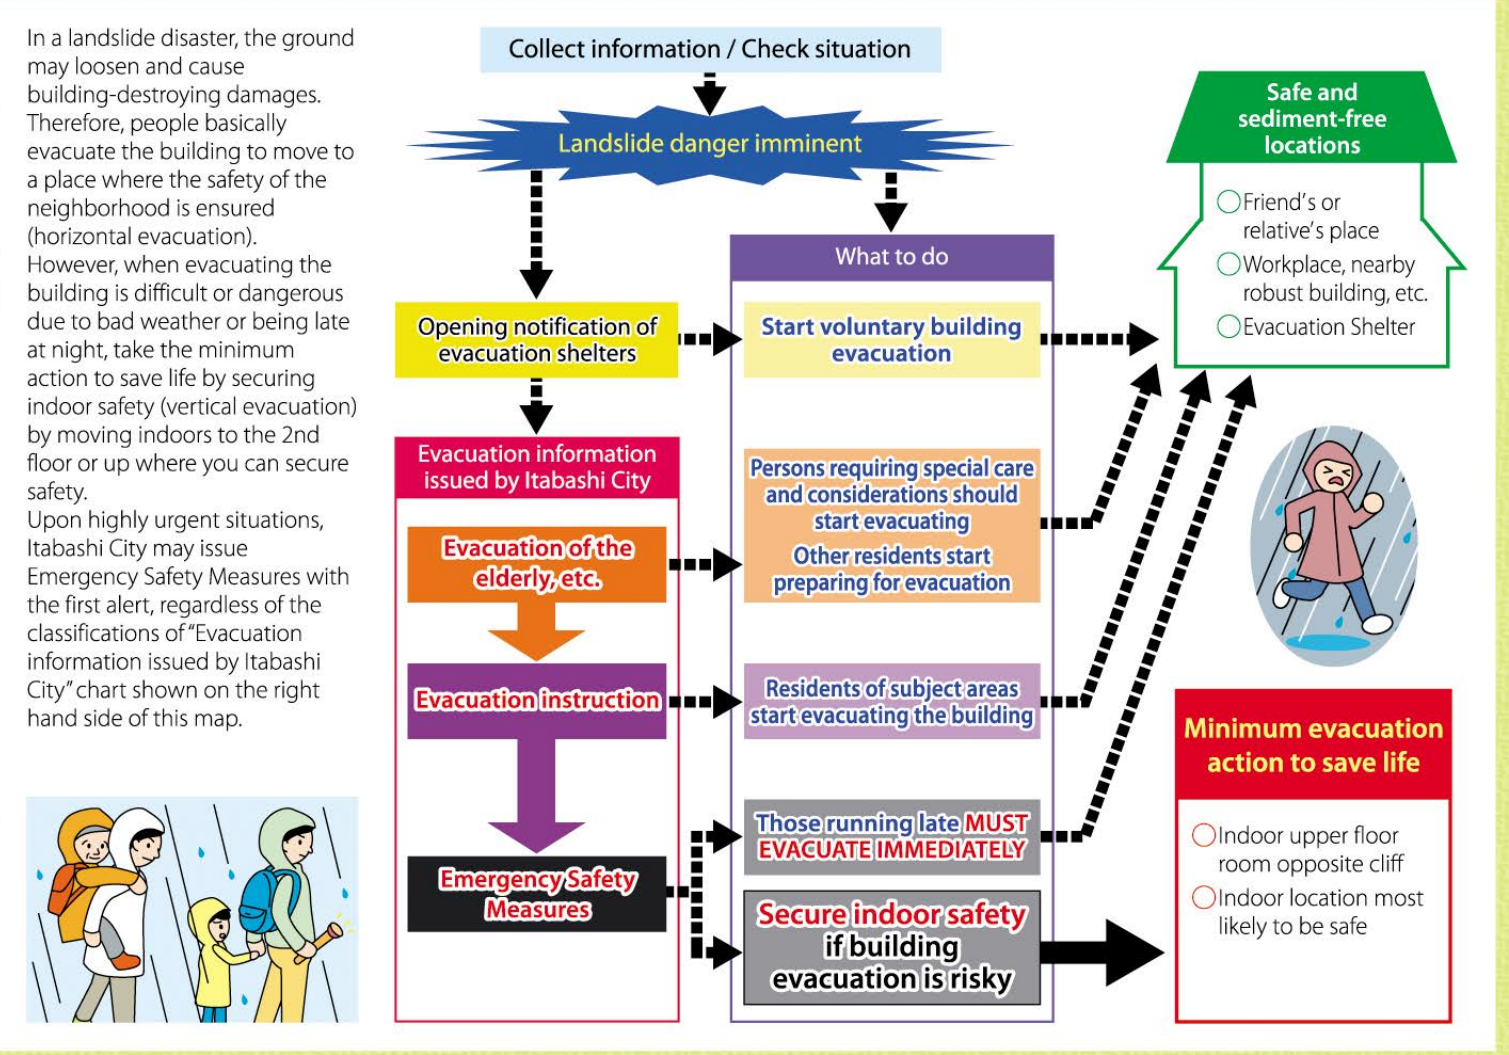 In a landslide disaster, the ground
may loosen and cause
building-destroying damages.
Therefore, people basically
evacuate the building to move to
a place where the safety of the
neighborhood is ensured
(horizontal evacuation).
However, when evacuating the
building is difficult or dangerous
due to bad weather or being late
at night, take the minimum
action to save life by securing
indoor safety (vertical evacuation)
by moving indoors to the 2nd
floor or up where you can secure
safety.
Upon highly urgent situations,
Itabashi City may issue
Emergency Safety Measures with
the first alert, regardless of the
classifications of “Evacuation
information issued by Itabashi
City” chart shown on the right
hand side of this map.
Collect information / Check situation
Landslide danger imminent
Opening notification of
evacuation shelters
Evacuation information
issued by Itabashi City
Evacuation of the
elderly, etc.
Evacuation instruction
Emergency Safety
Measures
What to do
Start voluntary building
evacuation
Persons requiring special care
and considerations should
start evacuating
Other residents start
preparing for evacuation
Residents of subject areas
start evacuating the building
Those running late MUST
EVACUATE IMMEDIATELY
Secure indoor safety
if building
evacuation is risky
Safe and
sediment-free
locations
○Friend's or
relative's place
○Workplace, nearby
robust building, etc.
○Evacuation Shelter
Minimum evacuation
action to save life
○Indoor upper floor
room opposite cliff
○Indoor location most
likely to be safe